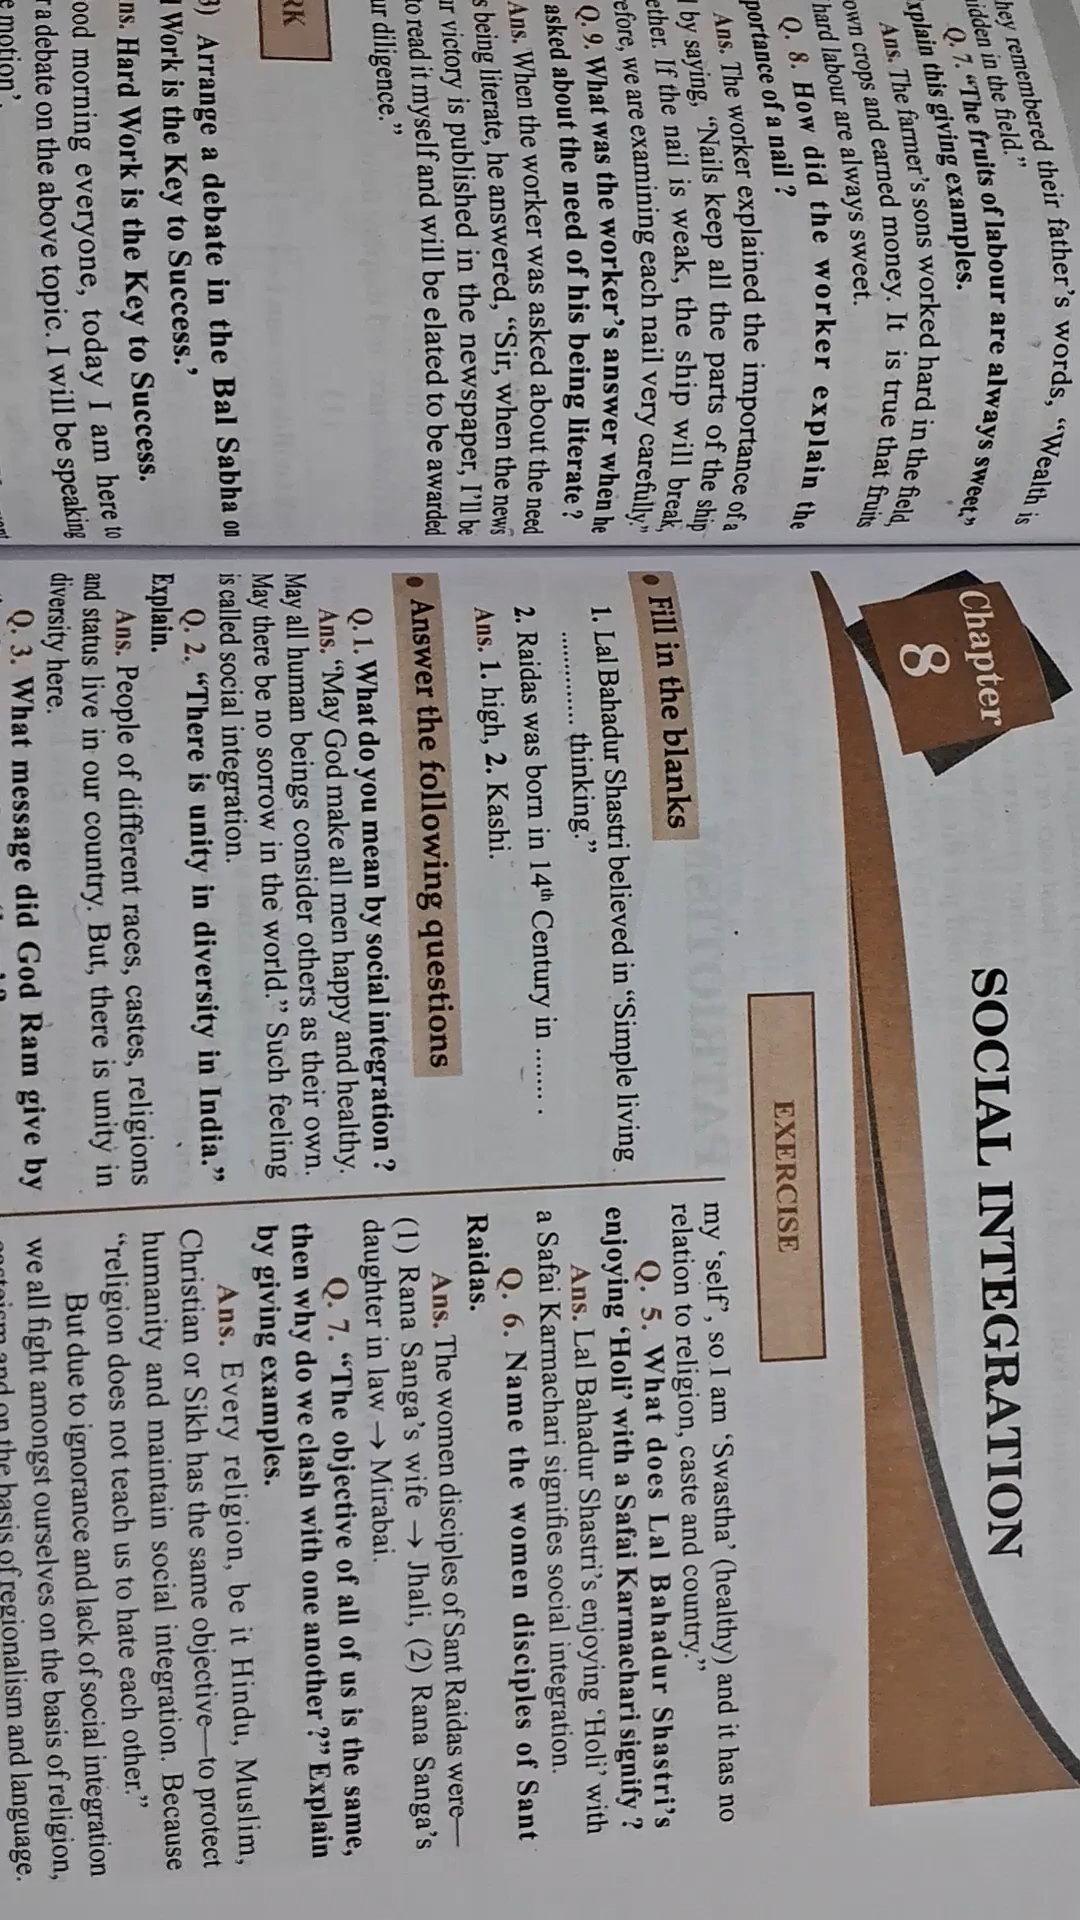 they remembered their father's words, "Wealth is
hidden in the field."
Q. 7. "The fruits of labour are always sweet,"
explain this giving examples.
Ans. The farmer's sons worked hard in the field,
own crops and earned money. It is true that fruits
hard labour are always sweet.
Q. 8. How did the worker explain the
portance of a nail ?
Ans. The worker explained the importance of a
by saying, "Nails keep all the parts of the ship
ether. If the nail is weak, the ship will break,
efore, we are examining each nail very carefully."
Q. 9. What was the worker's answer when he
asked about the need of his being literate ?
Ans. When the worker was asked about the need
s being literate, he answered, "Sir, when the news
ur victory is published in the newspaper, I'll be
to read it myself and will be elated to be awarded
ur diligence."
RK
3) Arrange a debate in the Bal Sabha on
Work is the Key to Success.'
ns. Hard Work is the Key to Success.
ood morning everyone, today I am here to
r a debate on the above topic. I will be speaking
e motion'.
Chapter
8
SOCIAL INTEGRATION
EXERCISE
• Fill in the blanks
1. Lal Bahadur Shastri believed in "Simple living
............ thinking."
2. Raidas was born in 14th Century in ....... .
Ans. 1. high, 2. Kashi.
• Answer the following questions
Q. 1. What do you mean by social integration ?
Ans. "May God make all men happy and healthy.
May all human beings consider others as their own.
May there be no sorrow in the world." Such feeling
is called social integration.
Q. 2. "There is unity in diversity in India."
Explain.
Ans. People of different races, castes, religions
and status live in our country. But, there is unity in
diversity here.
Q. 3. What message did God Ram give by
my 'self', so I am 'Swastha' (healthy) and it has no
relation to religion, caste and country."
Q. 5. What does Lal Bahadur Shastri's
enjoying 'Holi' with a Safai Karmachari signify ?
Ans. Lal Bahadur Shastri's enjoying 'Holi' with
a Safai Karmachari signifies social integration.
Q. 6. Name the women disciples of Sant
Raidas.
Ans. The women disciples of Sant Raidas were—
(1) Rana Sanga's wife → Jhali, (2) Rana Sanga's
daughter in law → Mirabai.
Q. 7. "The objective of all of us is the same,
then why do we clash with one another ?" Explain
by giving examples.
Ans. Every religion, be it Hindu, Muslim,
Christian or Sikh has the same objective—to protect
humanity and maintain social integration. Because
"religion does not teach us to hate each other."
But due to ignorance and lack of social integration
we all fight amongst ourselves on the basis of religion,
and on the basis of regionalism and language.